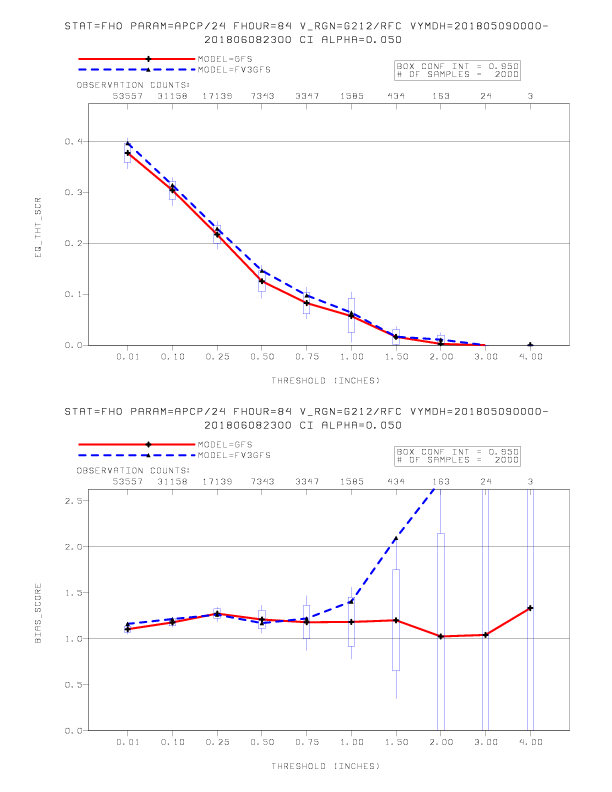 STAT=FHO PARAM=APCP/24 FHOUR=84 V_RGN=G212/RFC VYMDH=201805090000-
201806082300 CI ALPHA=0.050
MODEL=GFS
MODEL=FV3GFS
BOX CONF INT = 0.950
# OF SAMPLES = 2000
OBSERVATION COUNTS:
53557 31158 17139 7343 3347 1585 434 163 24 3
0.4
0.3
0.2
0.1
0.0
EQ_THT_SCR
0.01 0.10 0.25 0.50 0.75 1.00 1.50 2.00 3.00 4.00
THRESHOLD (INCHES)
STAT=FHO PARAM=APCP/24 FHOUR=84 V_RGN=G212/RFC VYMDH=201805090000-
201806082300 CI ALPHA=0.050
MODEL=GFS
MODEL=FV3GFS
BOX CONF INT = 0.950
# OF SAMPLES = 2000
OBSERVATION COUNTS:
53557 31158 17139 7343 3347 1585 434 163 24 3
2.5
2.0
1.5
1.0
0.5
0.0
BIAS_SCORE
0.01 0.10 0.25 0.50 0.75 1.00 1.50 2.00 3.00 4.00
THRESHOLD (INCHES)